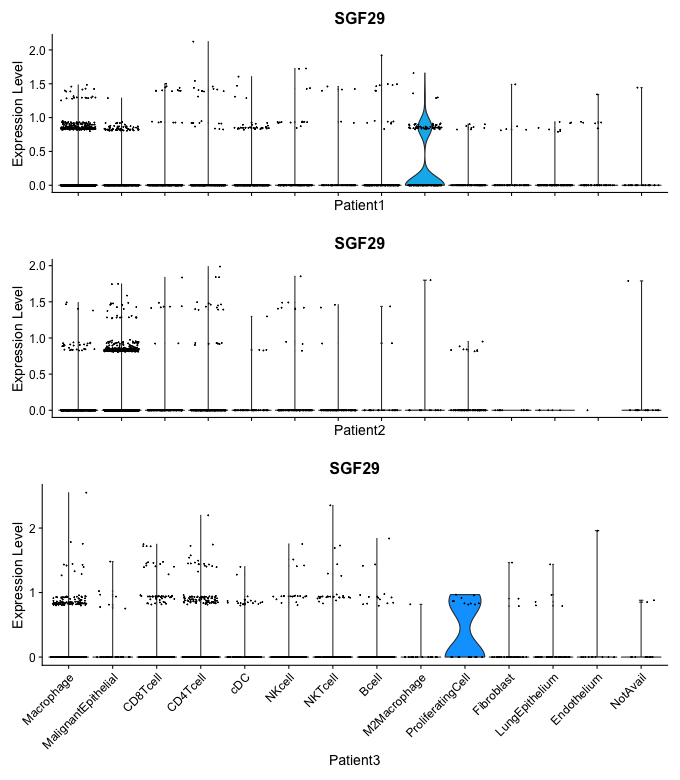 SGF29
Expression Level
2.0
1.5
1.0
0.5
0.0
Patient1
SGF29
Expression Level
2.0
1.5
1.0
0.5
0.0
Patient2
SGF29
Expression Level
2
1
0
Macrophage
MalignantEpithelial
CD8Tcell
CD4Tcell
cDC
NKcell
NKTcell
Bcell
M2Macrophage
ProliferatingCell
Fibroblast
LungEpithelium
Endothelium
NotAvail
Patient3